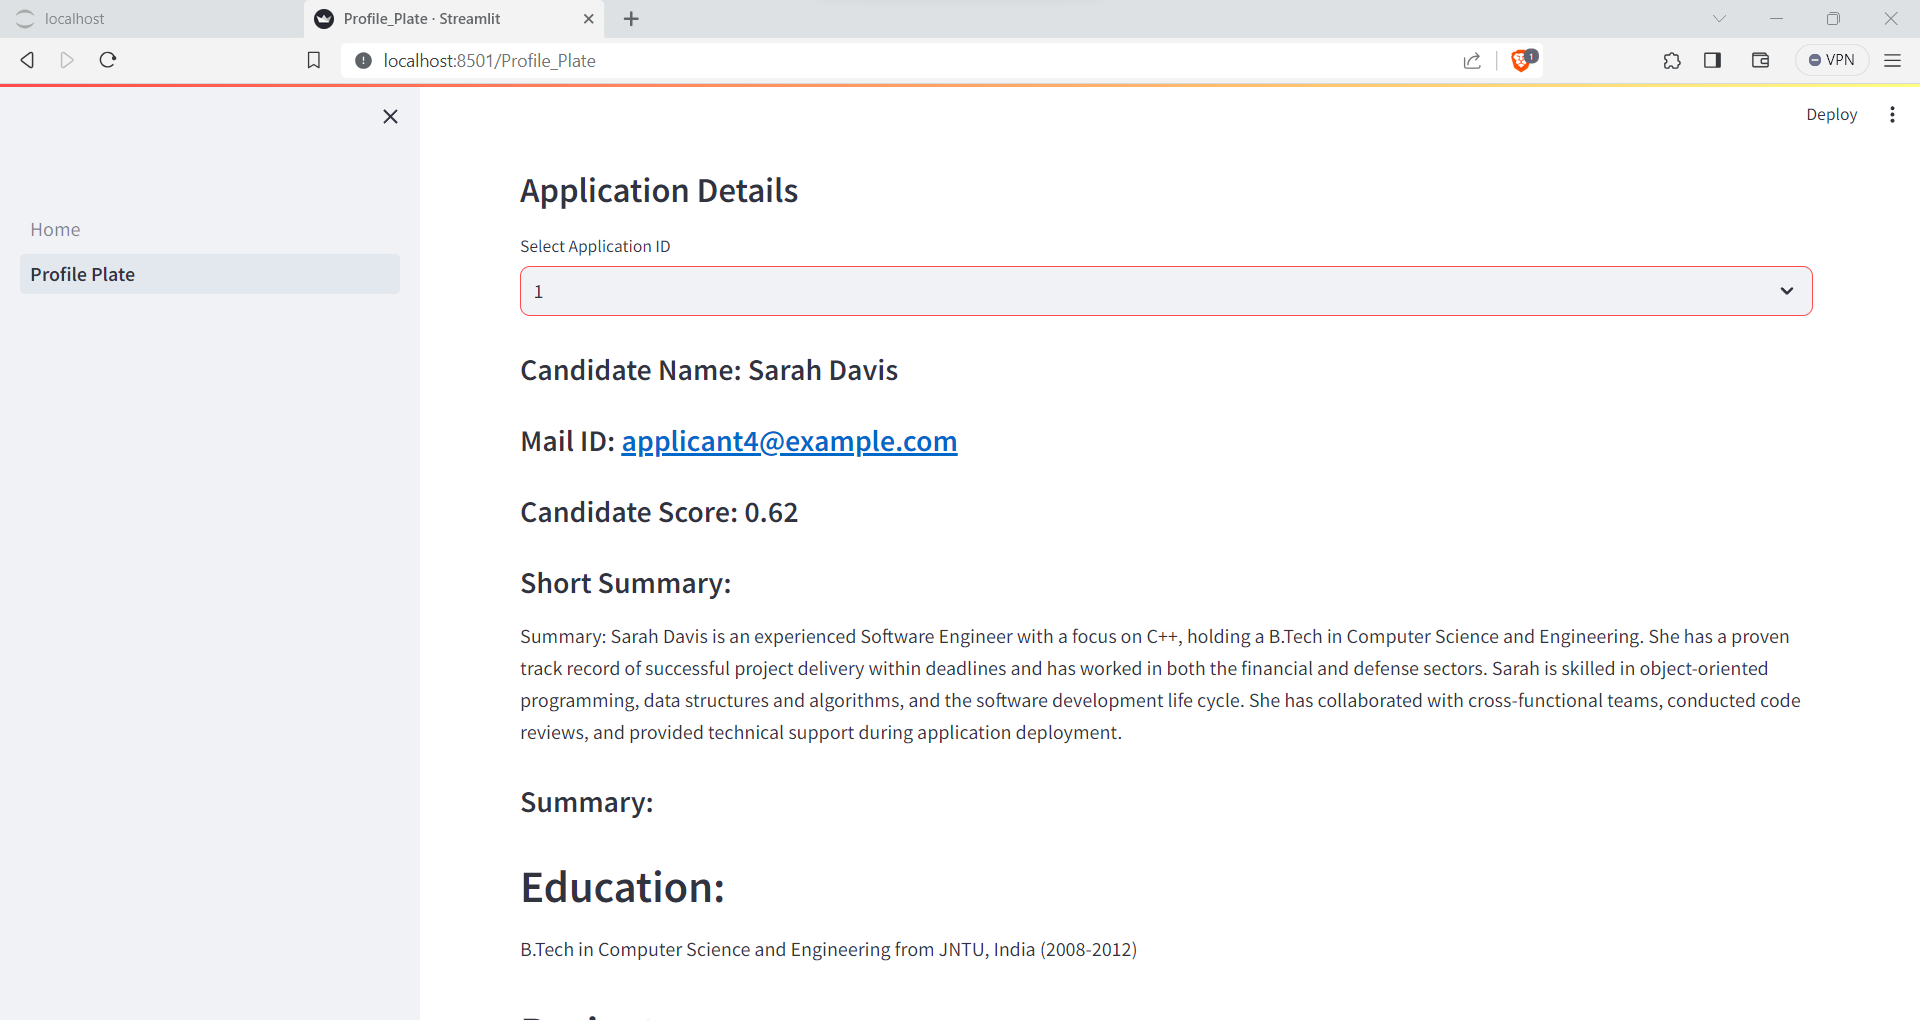 localhost
Profile_Plate · Streamlit
localhost:8501/Profile_Plate
1
VPN
Deploy
Home
Profile Plate
Application Details
Select Application ID
1
Candidate Name: Sarah Davis
Mail ID: applicant4@example.com
Candidate Score: 0.62
Short Summary:
Summary: Sarah Davis is an experienced Software Engineer with a focus on C++, holding a B.Tech in Computer Science and Engineering. She has a proven
track record of successful project delivery within deadlines and has worked in both the financial and defense sectors. Sarah is skilled in object-oriented
programming, data structures and algorithms, and the software development life cycle. She has collaborated with cross-functional teams, conducted code
reviews, and provided technical support during application deployment.
Summary:
Education:
B.Tech in Computer Science and Engineering from JNTU, India (2008-2012)